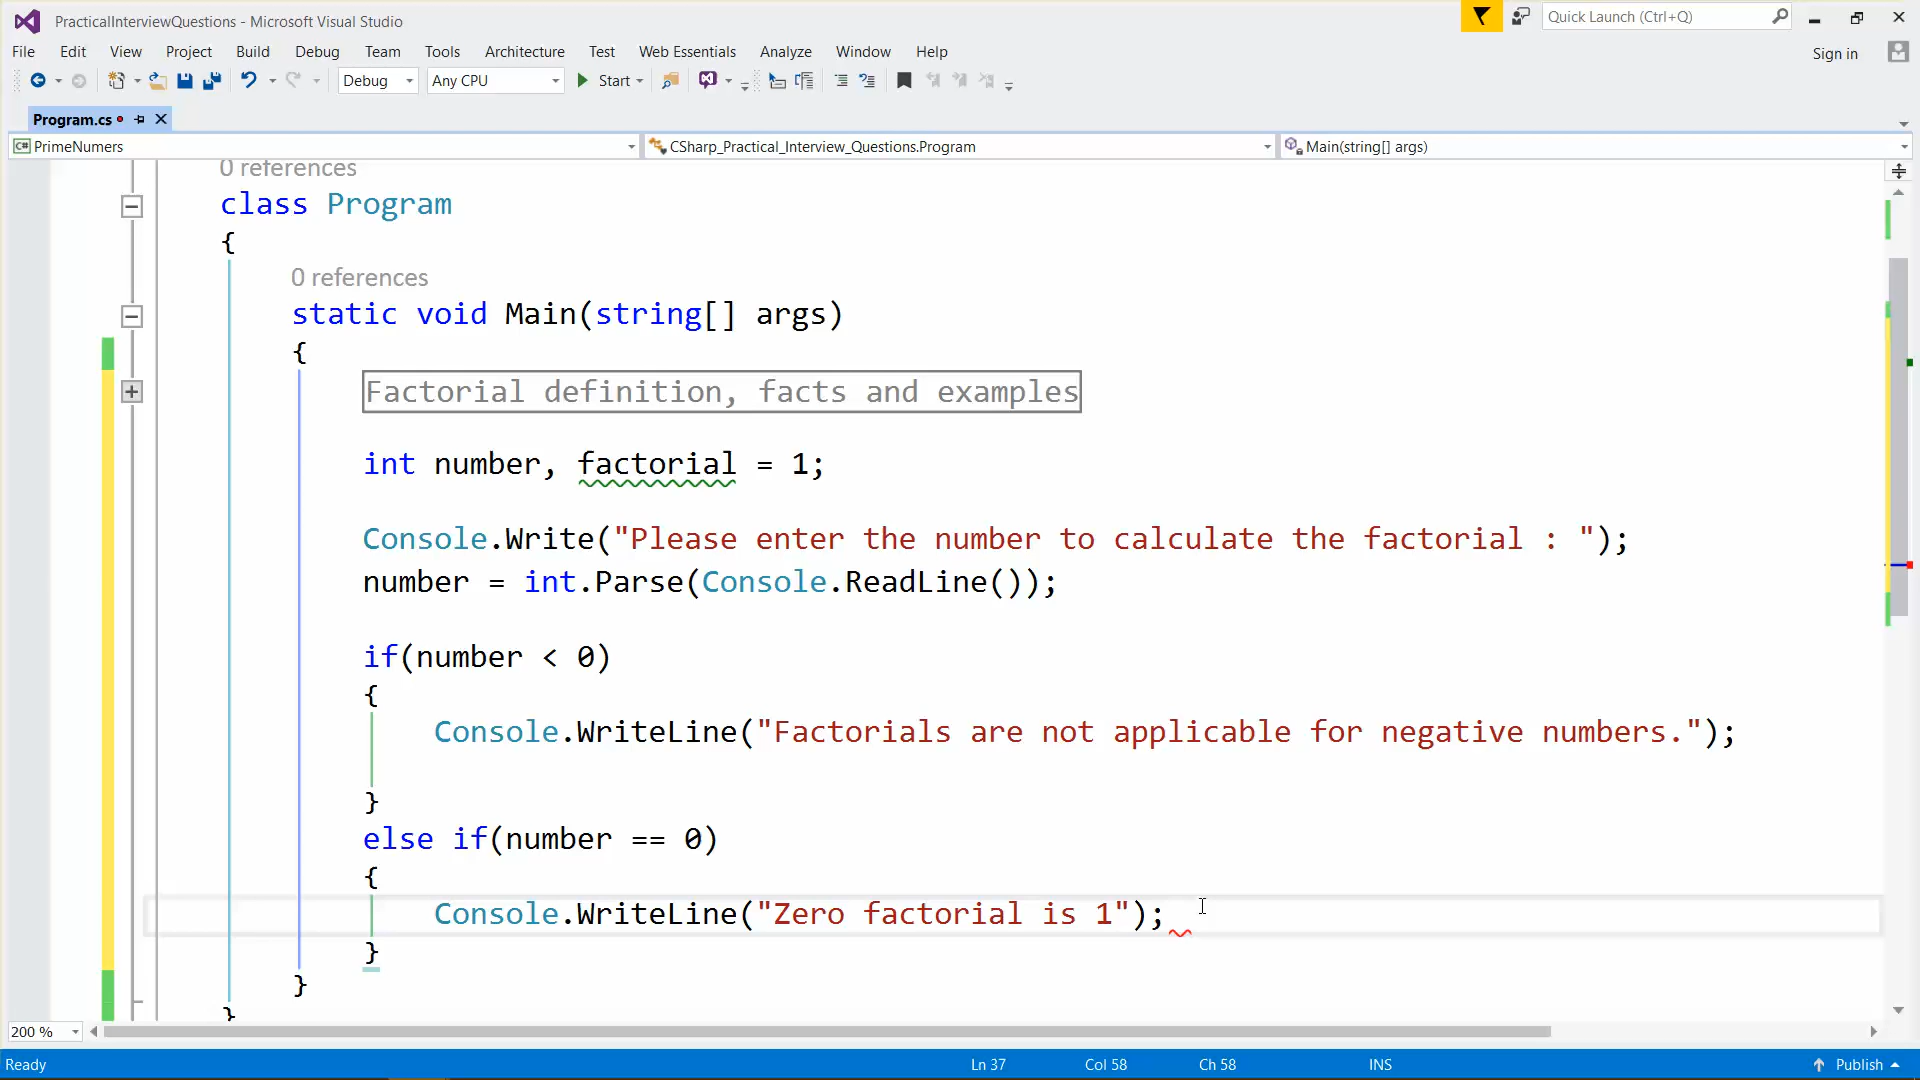 PracticalInterviewQuestions - Microsoft Visual Studio
Quick Launch (Ctrl+Q)
File Edit View Project Build Debug Team Tools Architecture Test Web Essentials Analyze Window Help
Sign in
Debug Any CPU Start
Program.cs
C# PrimeNumers CSharp_Practical_Interview_Questions.Program Main(string[] args)
0 references
class Program
{
0 references
static void Main(string[] args)
{
Factorial definition, facts and examples
int number, factorial = 1;
Console.Write("Please enter the number to calculate the factorial : ");
number = int.Parse(Console.ReadLine());
if(number < 0)
{
Console.WriteLine("Factorials are not applicable for negative numbers.");
}
else if(number == 0)
{
Console.WriteLine("Zero factorial is 1");
}
}
}
200 %
Ready Ln 37 Col 58 Ch 58 INS Publish